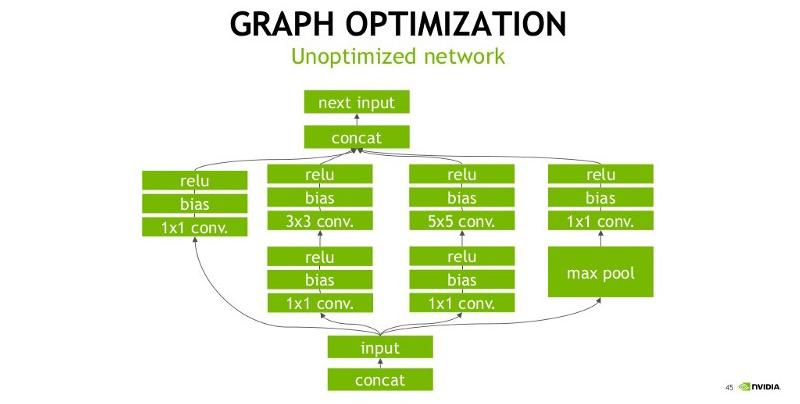 GRAPH OPTIMIZATION
Unoptimized network
next input
concat
relu
bias
1x1 conv.
relu
bias
3x3 conv.
relu
bias
1x1 conv.
relu
bias
5x5 conv.
relu
bias
1x1 conv.
relu
bias
1x1 conv.
max pool
input
concat
45 NVIDIA.